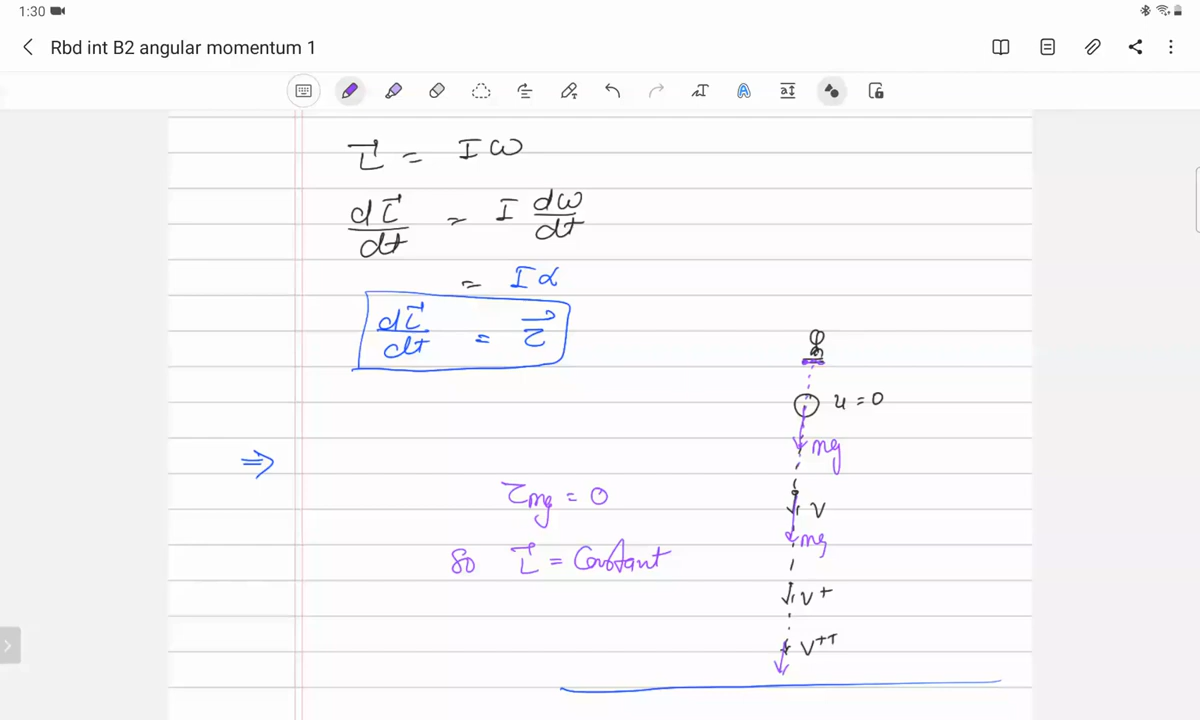 1:30
Rbd int B2 angular momentum 1
L⃗ = Iω
dL⃗/dt = I dω/dt
= Iα
dL⃗/dt = τ⃗
u = 0
mg
⇒
τmg = 0
v
mg
so L⃗ = Constant
v+
v++